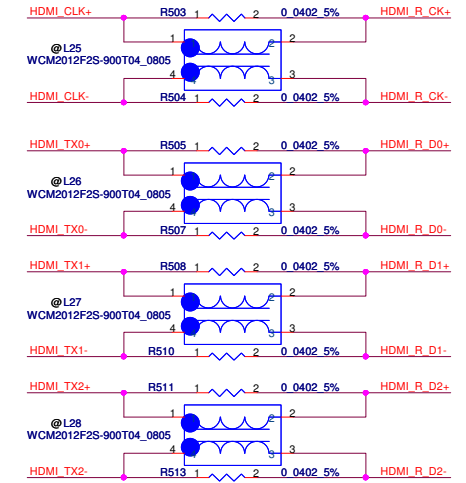 HDMI_CLK+ R503 1 2 0_0402_5% HDMI_R_CK+
1 2
@L25
WCM2012F2S-900T04_0805
4 3
HDMI_CLK- R504 1 2 0_0402_5% HDMI_R_CK-
HDMI_TX0+ R505 1 2 0_0402_5% HDMI_R_D0+
1 2
@L26
WCM2012F2S-900T04_0805
4 3
HDMI_TX0- R507 1 2 0_0402_5% HDMI_R_D0-
HDMI_TX1+ R508 1 2 0_0402_5% HDMI_R_D1+
1 2
@L27
WCM2012F2S-900T04_0805
4 3
HDMI_TX1- R510 1 2 0_0402_5% HDMI_R_D1-
HDMI_TX2+ R511 1 2 0_0402_5% HDMI_R_D2+
1 2
@L28
WCM2012F2S-900T04_0805
4 3
HDMI_TX2- R513 1 2 0_0402_5% HDMI_R_D2-